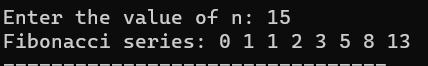 Enter the value of n: 15
Fibonacci series: 0 1 1 2 3 5 8 13
--------------------------------